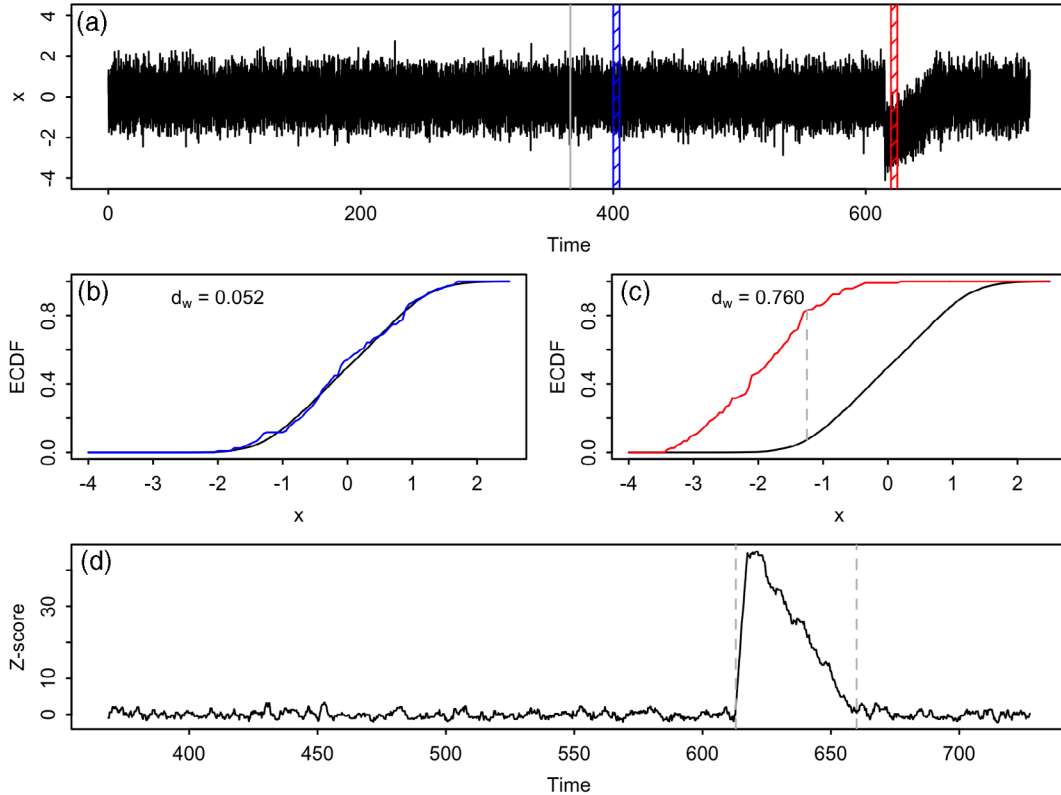 (a)
x
4
2
0
-2
-4
0 200 400 600
Time
(b)
d_w = 0.052
ECDF
0.8
0.4
0.0
-4 -3 -2 -1 0 1 2
x
(c)
d_w = 0.760
ECDF
0.8
0.4
0.0
-4 -3 -2 -1 0 1 2
x
(d)
Z-score
30
10
0
400 450 500 550 600 650 700
Time